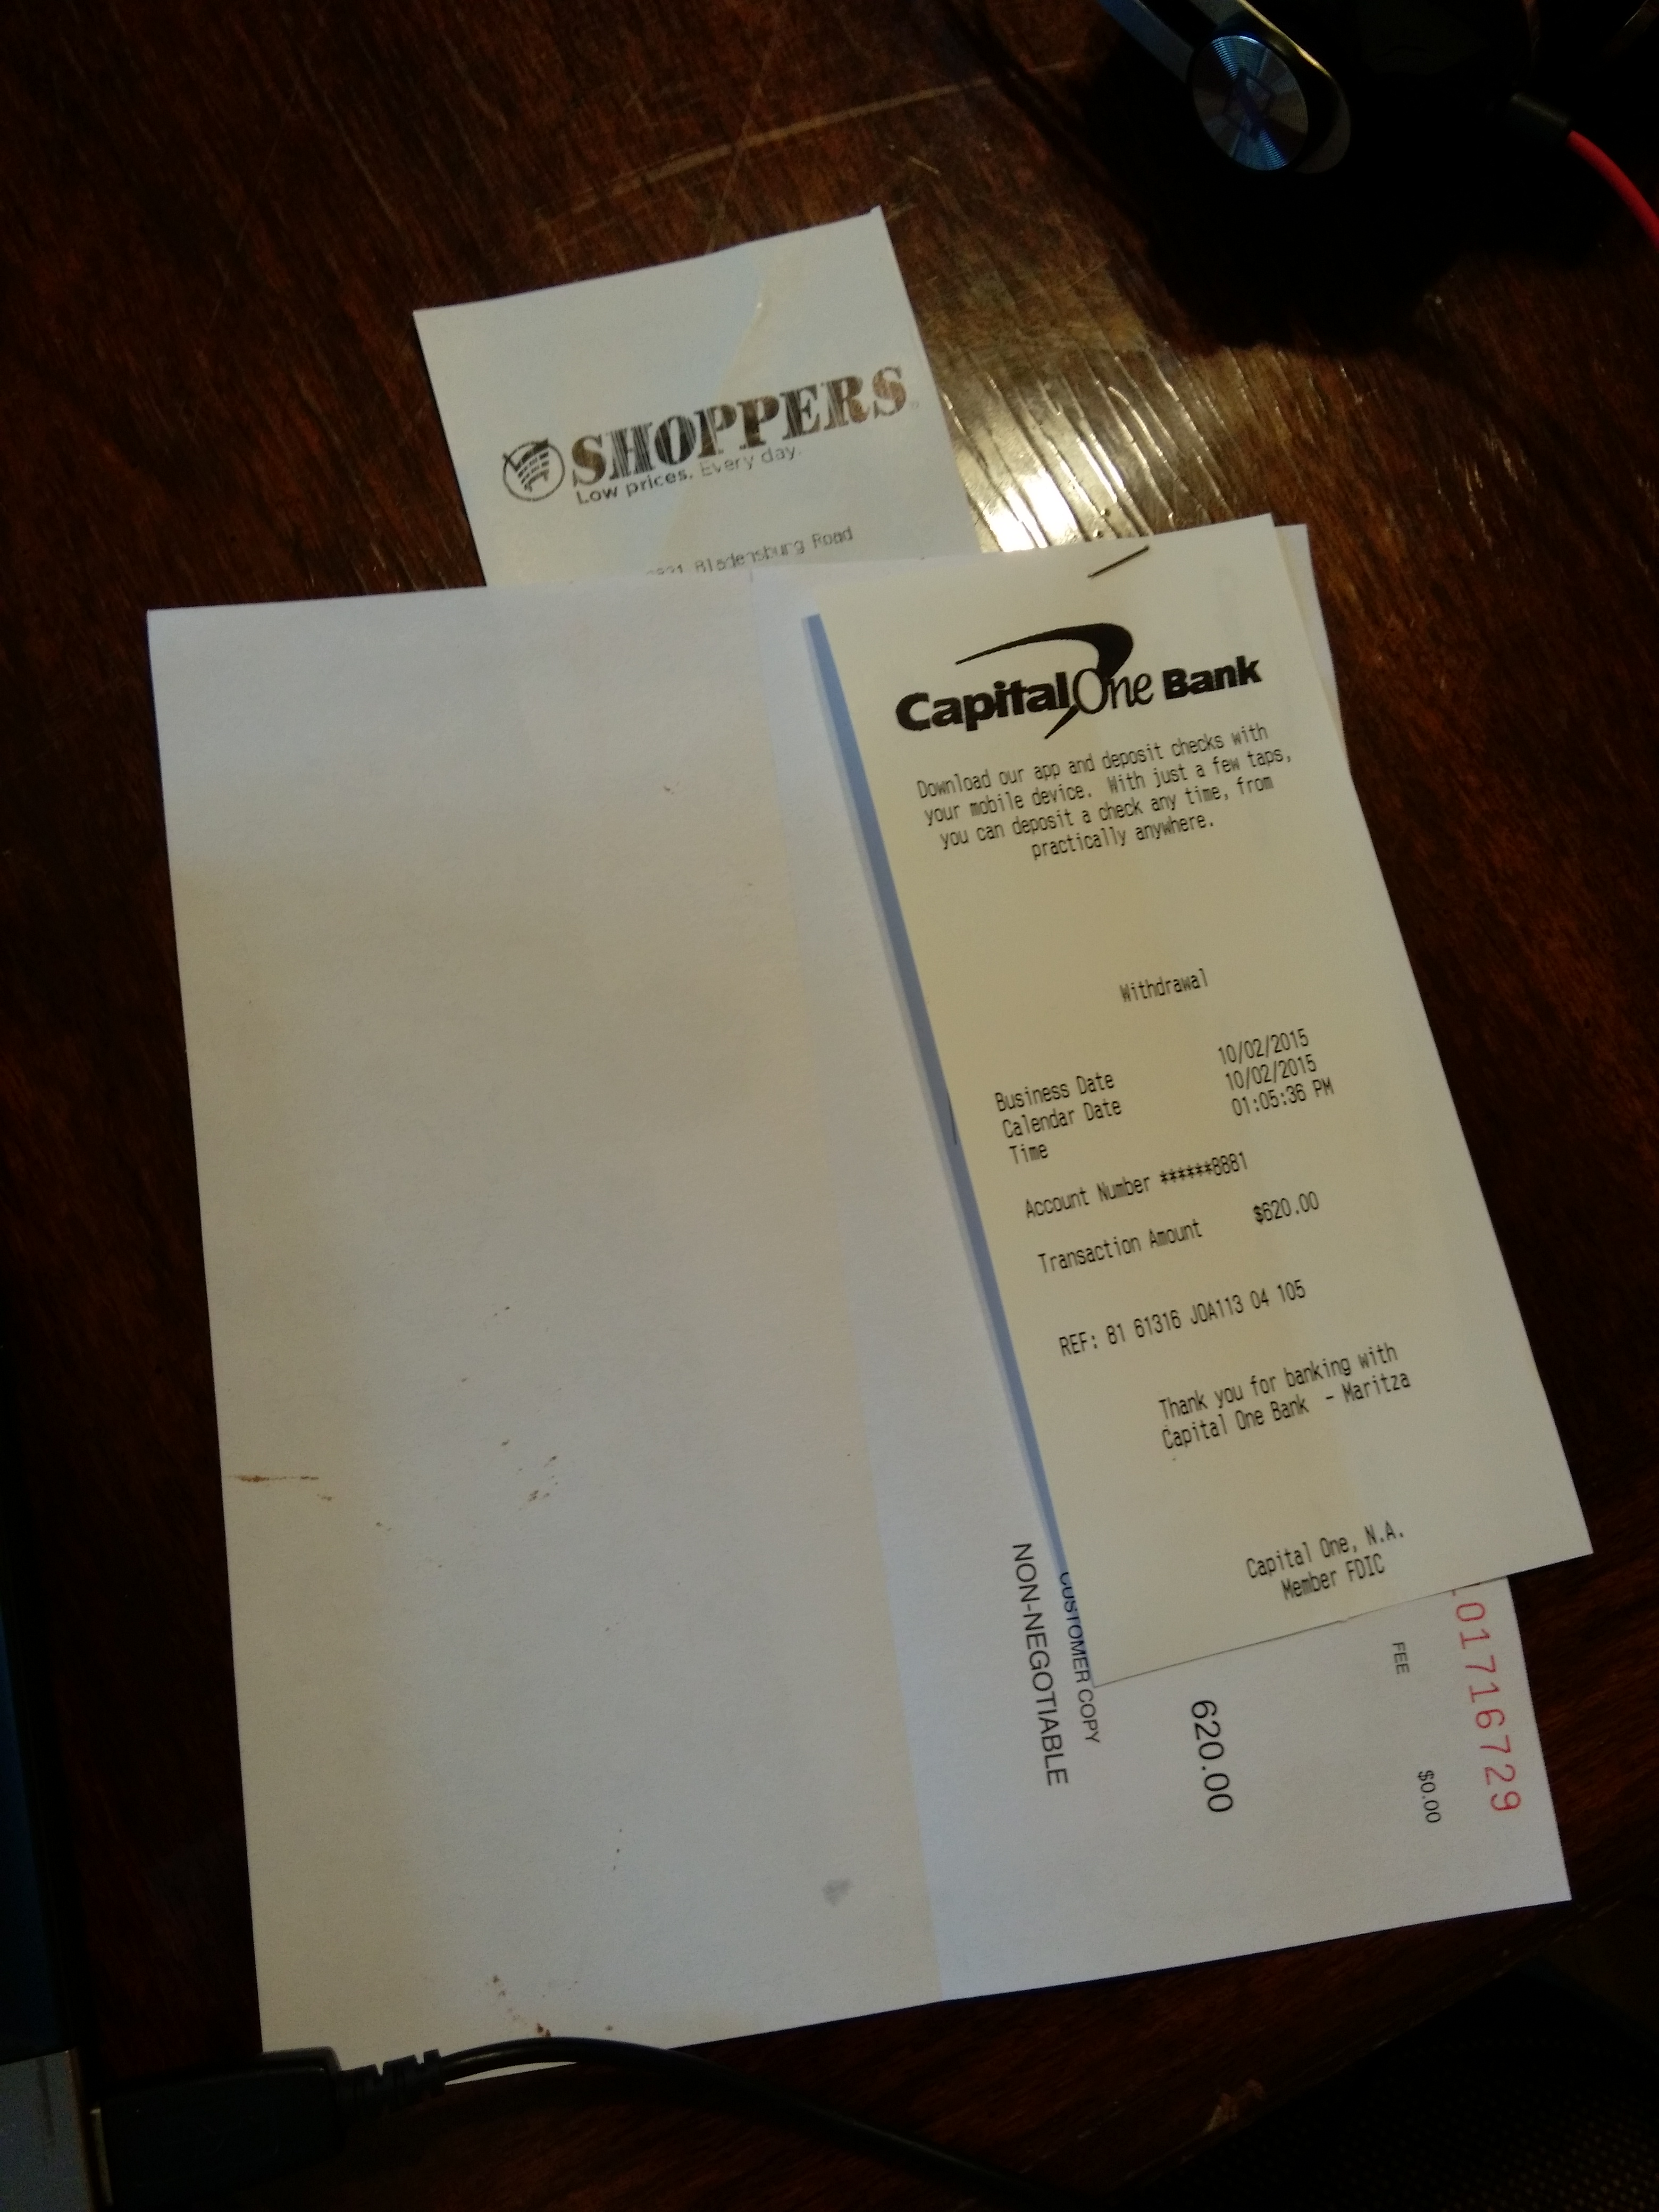 SHOPPERS
Low prices. Every day.
Bladensburg Road
Capital One Bank
Download our app and deposit checks with
your mobile device. With just a few taps,
you can deposit a check any time, from
practically anywhere.
Withdrawal
Business Date 10/02/2015
Calendar Date 10/02/2015
Time 01:05:36 PM
Account Number ******8881
Transaction Amount $620.00
REF: 81 61316 JOA113 04 105
Thank you for banking with
Capital One Bank - Maritza
Capital One, N.A.
Member FDIC
CUSTOMER COPY
NON-NEGOTIABLE
620.00
FEE $0.00
01716729